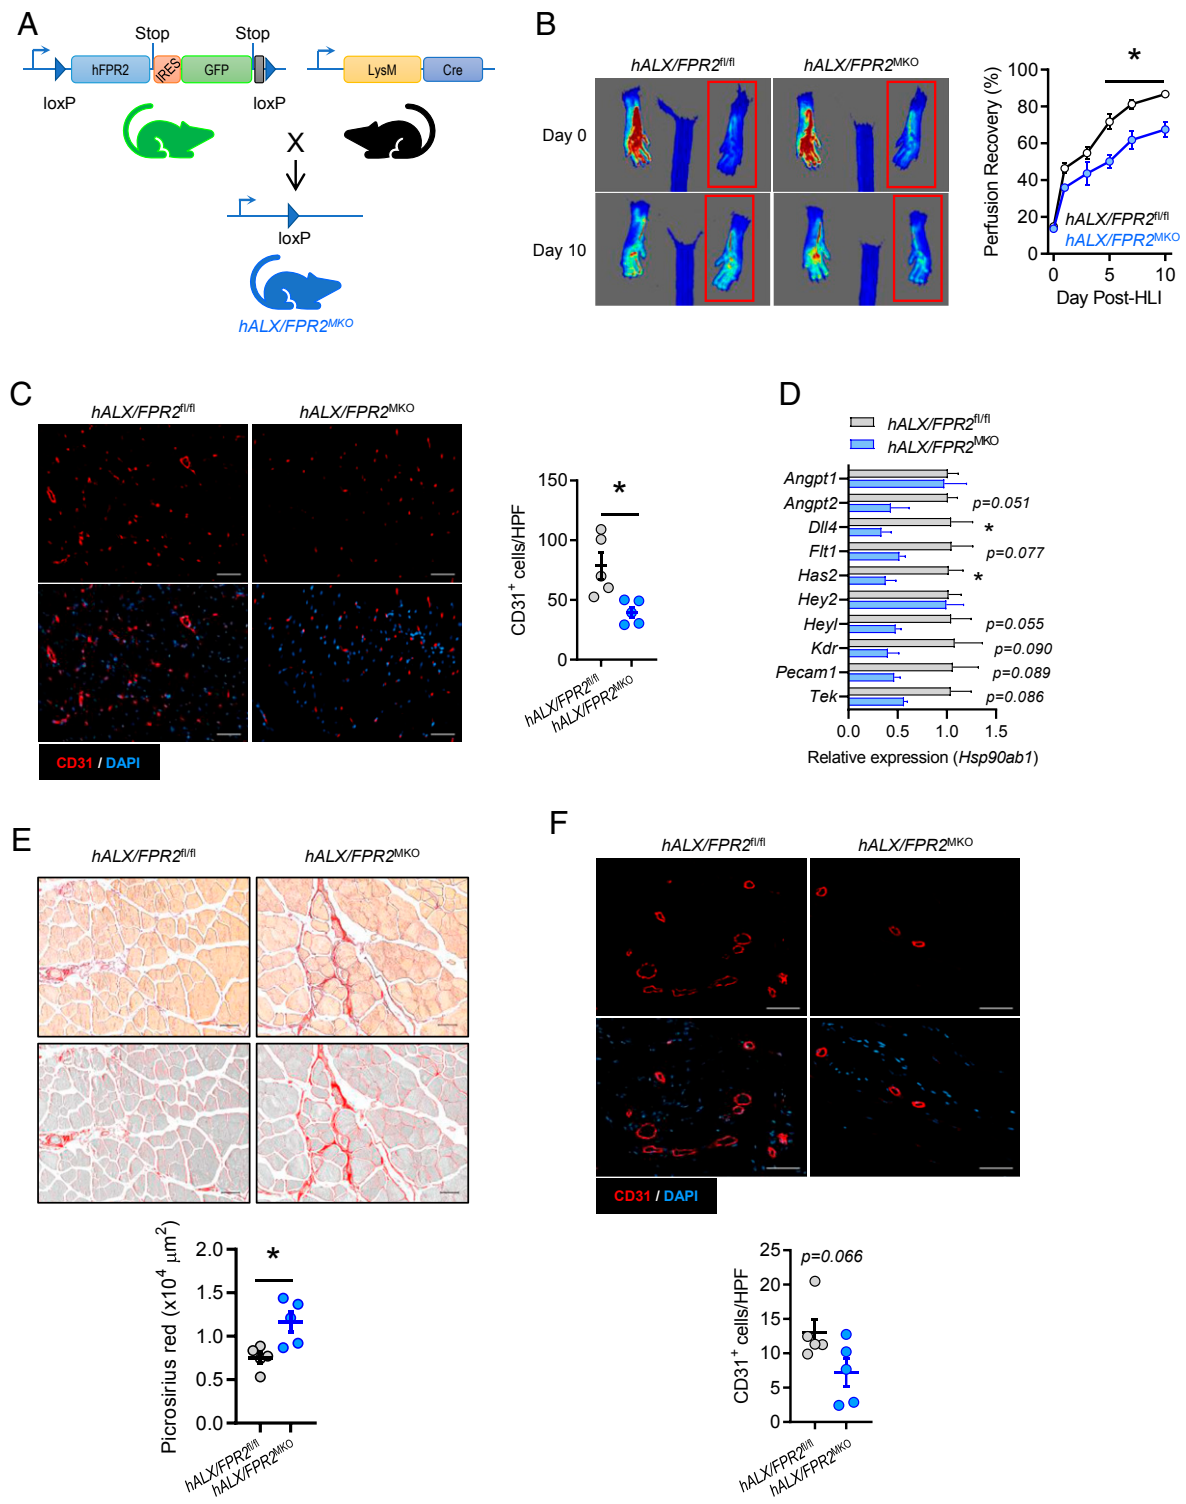 A
Stop
Stop
hFPR2
IRES
GFP
LysM
Cre
loxP
loxP
X
loxP
hALX/FPR2MKO
B
hALX/FPR2fl/fl
hALX/FPR2MKO
Day 0
Day 10
*
Perfusion Recovery (%)
100
80
60
40
20
0
hALX/FPR2fl/fl
hALX/FPR2MKO
0
5
10
Day Post-HLI
C
hALX/FPR2fl/fl
hALX/FPR2MKO
CD31 / DAPI
CD31+ cells/HPF
150
100
50
0
*
hALX/FPR2fl/fl
hALX/FPR2MKO
D
hALX/FPR2fl/fl
hALX/FPR2MKO
Angpt1
Angpt2
p=0.051
Dll4
*
Flt1
p=0.077
Has2
*
Hey2
Heyl
p=0.055
Kdr
p=0.090
Pecam1
p=0.089
Tek
p=0.086
0.0
0.5
1.0
1.5
Relative expression (Hsp90ab1)
E
hALX/FPR2fl/fl
hALX/FPR2MKO
Picrosirius red (x10⁴ μm²)
2.0
1.5
1.0
0.5
0.0
*
hALX/FPR2fl/fl
hALX/FPR2MKO
F
hALX/FPR2fl/fl
hALX/FPR2MKO
CD31 / DAPI
CD31+ cells/HPF
25
20
15
10
5
0
p=0.066
hALX/FPR2fl/fl
hALX/FPR2MKO